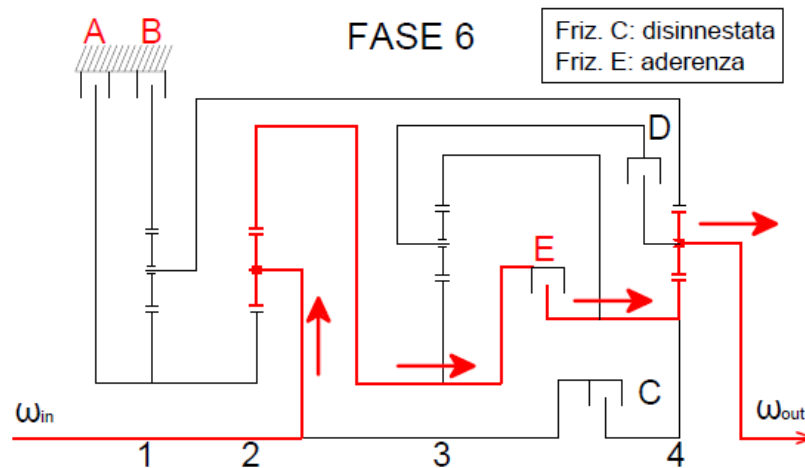 FASE 6
Friz. C: disinnestata
Friz. E: aderenza
A
B
D
E
C
ωin
ωout
1
2
3
4